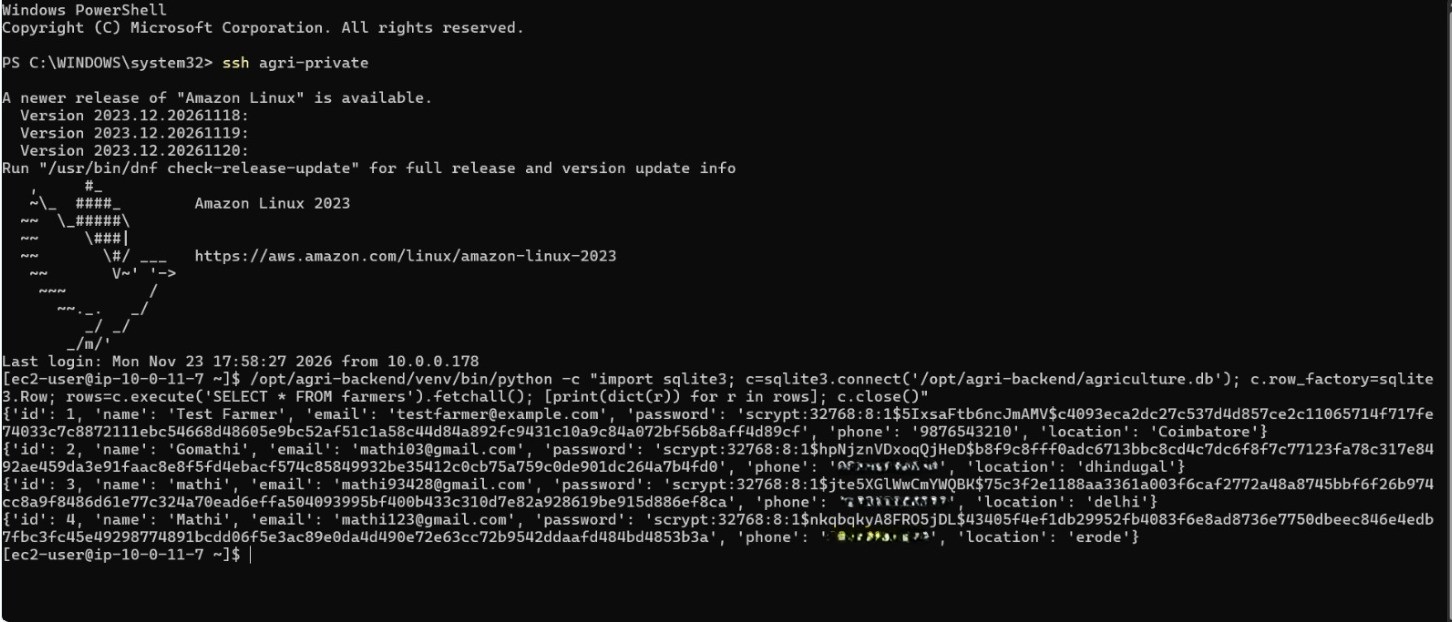 Windows PowerShell
Copyright (C) Microsoft Corporation. All rights reserved.
PS C:\WINDOWS\system32> ssh agri-private
A newer release of "Amazon Linux" is available.
  Version 2023.12.20261118:
  Version 2023.12.20261119:
  Version 2023.12.20261120:
Run "/usr/bin/dnf check-release-update" for full release and version update info
   ,     #_
   ~\_  ####_        Amazon Linux 2023
  ~~  \_#####\
  ~~     \###|
  ~~       \#/ ___   https://aws.amazon.com/linux/amazon-linux-2023
   ~~       V~' '->
    ~~~         /
      ~~._.   _/
         _/ _/
       _/m/'
Last login: Mon Nov 23 17:58:27 2026 from 10.0.0.178
[ec2-user@ip-10-0-11-7 ~]$ /opt/agri-backend/venv/bin/python -c "import sqlite3; c=sqlite3.connect('/opt/agri-backend/agriculture.db'); c.row_factory=sqlite
3.Row; rows=c.execute('SELECT * FROM farmers').fetchall(); [print(dict(r)) for r in rows]; c.close()"
{'id': 1, 'name': 'Test Farmer', 'email': 'testfarmer@example.com', 'password': 'scrypt:32768:8:1$5IxsaFtb6ncJmAMV$c4093eca2dc27c537d4d857ce2c11065714f717fe
74033c7c8872111ebc54668d48605e9bc52af51c1a58c44d84a892fc9431c10a9c84a072bf56b8aff4d89cf', 'phone': '9876543210', 'location': 'Coimbatore'}
{'id': 2, 'name': 'Gomathi', 'email': 'mathi03@gmail.com', 'password': 'scrypt:32768:8:1$hpNjznVDxoqQjHeD$b8f9c8fff0adc6713bbc8cd4c7dc6f8f7c77123fa78c317e84
92ae459da3e91faac8e8f5fd4ebacf574c85849932be35412c0cb75a759c0de901dc264a7b4fd0', 'phone': '', 'location': 'dhindugal'}
{'id': 3, 'name': 'mathi', 'email': 'mathi93428@gmail.com', 'password': 'scrypt:32768:8:1$jte5XGlWwCmYWQBK$75c3f2e1188aa3361a003f6caf2772a48a8745bbf6f26b974
cc8a9f8486d61e77c324a70ead6effa504093995bf400b433c310d7e82a928619be915d886ef8ca', 'phone': '', 'location': 'delhi'}
{'id': 4, 'name': 'Mathi', 'email': 'mathi123@gmail.com', 'password': 'scrypt:32768:8:1$nkqbqkyA8FRO5jDL$43405f4ef1db29952fb4083f6e8ad8736e7750dbeec846e4edb
7fbc3fc45e49298774891bcdd06f5e3ac89e0da4d490e72e63cc72b9542ddaafd484bd4853b3a', 'phone': '', 'location': 'erode'}
[ec2-user@ip-10-0-11-7 ~]$